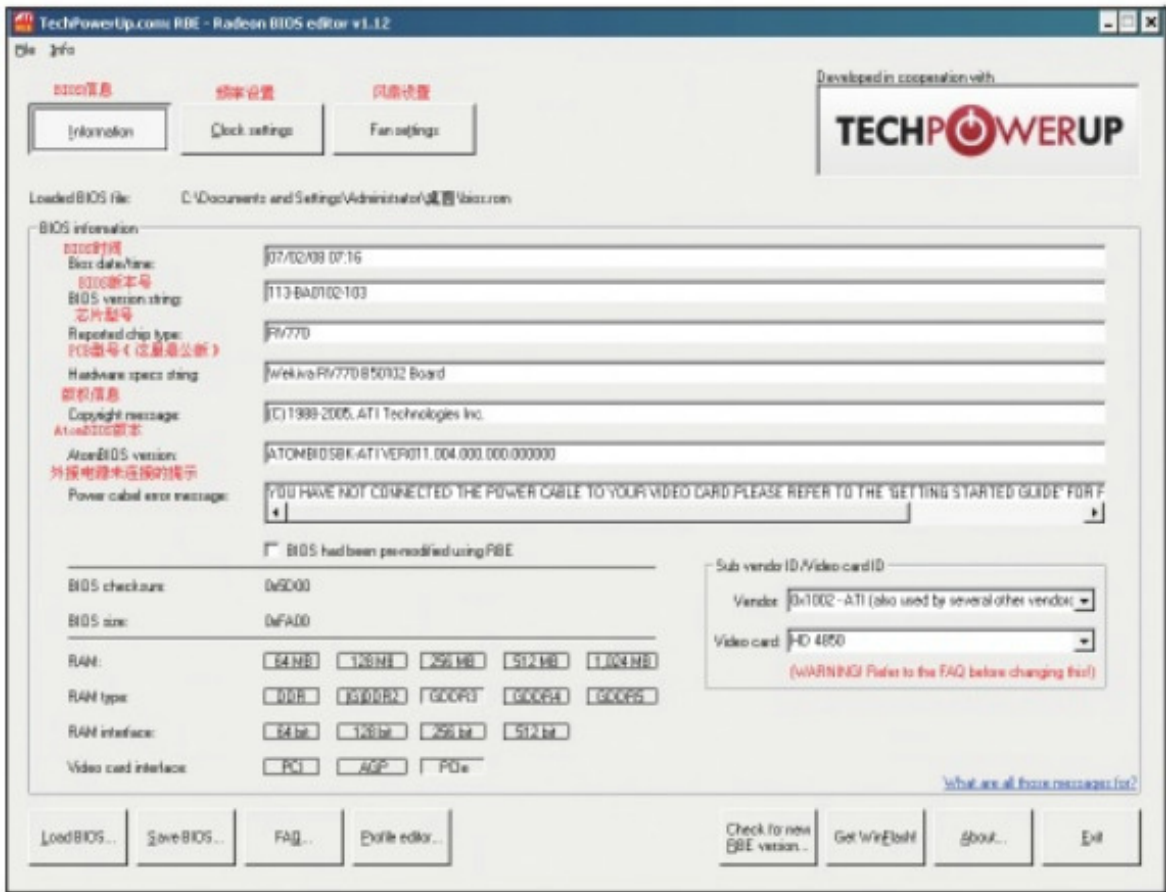 TechPowerUp.com: RBE - Radeon BIOS editor v1.12
File Info
BIOS信息 频率设置 风扇设置
Information Clock settings Fan settings
Developed in cooperation with
TECHPOWERUP
Loaded BIOS file: C:\Documents and Settings\Administrator\桌面\bios.rom
BIOS information
BIOS时间
Bios date/time: 07/02/08 07:16
BIOS版本号
BIOS version string: 113-BA0102-103
芯片型号
Reported chip type: RV770
PCB型号(这里是公版)
Hardware specs string: Wekiva RV770 B50102 Board
版权信息
Copyright message: (C) 1988-2005, ATI Technologies Inc.
AtomBIOS版本
AtomBIOS version: ATOMBIOSBK-ATI VER011.004.000.000.000000
外接电源未连接的提示
Power cabel error message: YOU HAVE NOT CONNECTED THE POWER CABLE TO YOUR VIDEO CARD.PLEASE REFER TO THE 'GETTING STARTED GUIDE' FOR F
BIOS had been pre-modified using RBE
BIOS checksum: 0x5D00
BIOS size: 0xFA00
Sub vendor ID/Video card ID
Vendor: 0x1002 - ATI (also used by several other vendors
Video card: HD 4850
(WARNING! Refer to the FAQ before changing this!)
RAM: 64 MB 128 MB 256 MB 512 MB 1,024 MB
RAM type: DDR (G)DDR2 GDDR3 GDDR4 GDDR5
RAM interface: 64 bit 128 bit 256 bit 512 bit
Video card interface: PCI AGP PCIe
What are all those messages for?
Load BIOS... Save BIOS... FAQ... Profile editor... Check for new RBE version... Get WinFlash! About... Exit